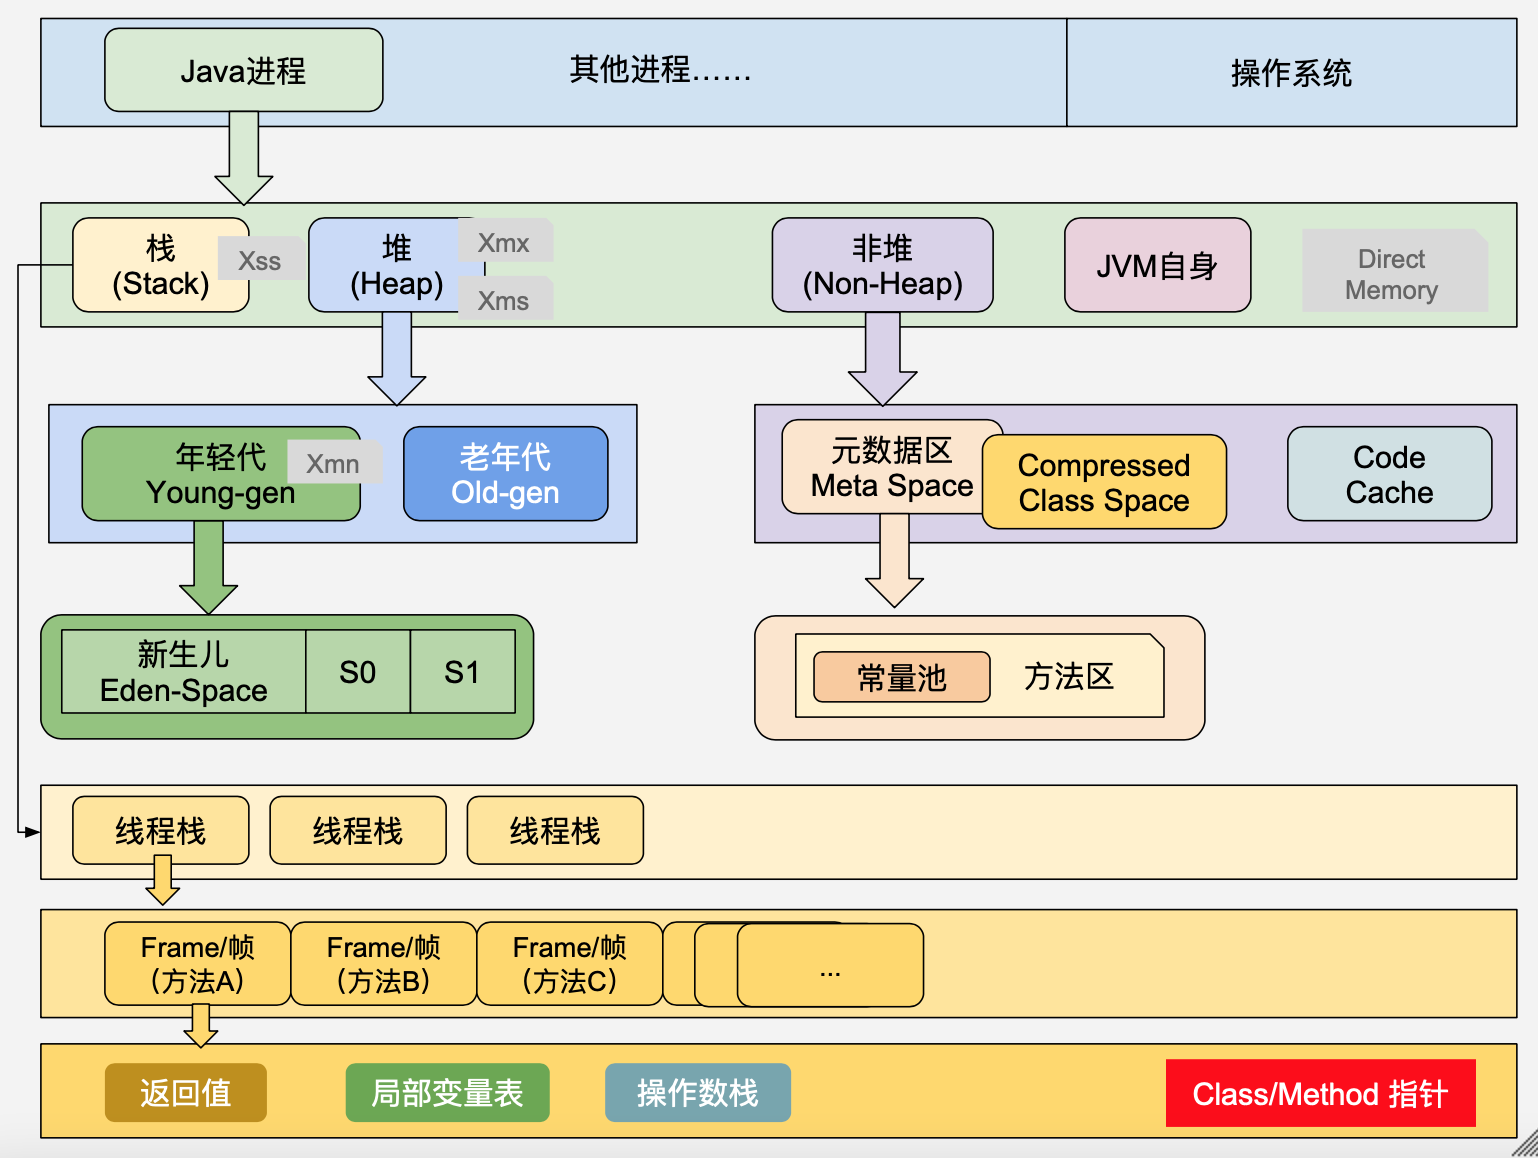 Java进程
其他进程……
操作系统
栈
(Stack)
Xss
堆
(Heap)
Xmx
Xms
非堆
(Non-Heap)
JVM自身
Direct
Memory
年轻代
Young-gen
Xmn
老年代
Old-gen
元数据区
Meta Space
Compressed
Class Space
Code
Cache
新生儿
Eden-Space
S0
S1
常量池
方法区
线程栈
线程栈
线程栈
Frame/帧
（方法A）
Frame/帧
（方法B）
Frame/帧
（方法C）
...
返回值
局部变量表
操作数栈
Class/Method 指针